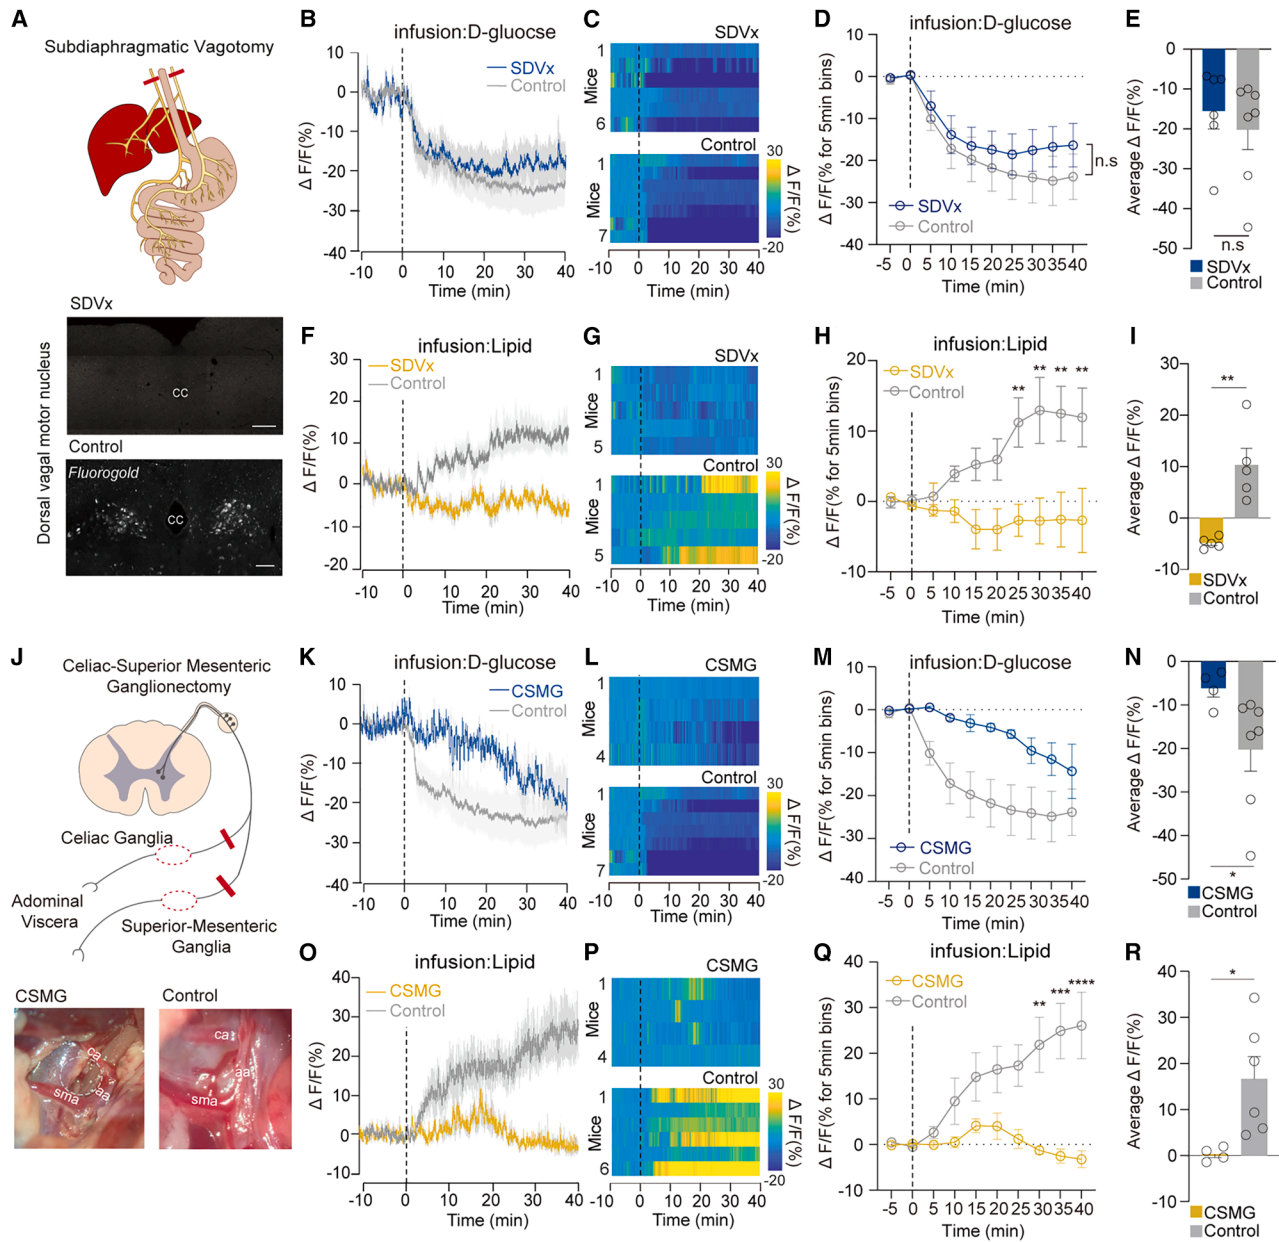 A
Subdiaphragmatic Vagotomy
SDVx
cc
Control
Fluorogold
cc
Dorsal vagal motor nucleus
B
infusion:D-gluocse
SDVx
Control
Δ F/F(%)
10
0
-10
-20
-30
-40
-10 0 10 20 30 40
Time (min)
C
SDVx
1
Mice
6
Control
1
Mice
7
30
Δ F/F(%)
-20
-10 0 10 20 30 40
Time (min)
D
infusion:D-glucose
Δ F/F(% for 5min bins)
10
0
-10
-20
-30
-40
n.s
SDVx
Control
-5 0 5 10 15 20 25 30 35 40
Time (min)
E
Average Δ F/F(%)
0
-10
-20
-30
-40
-50
n.s
SDVx
Control
F
infusion:Lipid
SDVx
Control
Δ F/F(%)
30
20
10
0
-10
-20
-10 0 10 20 30 40
Time (min)
G
SDVx
1
Mice
5
Control
1
Mice
5
30
Δ F/F(%)
-20
-10 0 10 20 30 40
Time (min)
H
infusion:Lipid
SDVx
Control
** ** ** **
Δ F/F(% for 5min bins)
20
10
0
-10
-5 0 5 10 15 20 25 30 35 40
Time (min)
I
Average Δ F/F(%)
30
20
10
0
-10
**
SDVx
Control
J
Celiac-Superior Mesenteric
Ganglionectomy
Celiac Ganglia
Adominal
Viscera
Superior-Mesenteric
Ganglia
CSMG
Control
ca
sma
aa
ca
aa
sma
K
infusion:D-glucose
CSMG
Control
Δ F/F(%)
10
0
-10
-20
-30
-40
-10 0 10 20 30 40
Time (min)
L
CSMG
1
Mice
4
Control
1
Mice
7
30
Δ F/F(%)
-20
-10 0 10 20 30 40
Time (min)
M
infusion:D-glucose
Δ F/F(% for 5min bins)
10
0
-10
-20
-30
-40
CSMG
Control
-5 0 5 10 15 20 25 30 35 40
Time (min)
N
Average Δ F/F(%)
0
-10
-20
-30
-40
-50
*
CSMG
Control
O
infusion:Lipid
CSMG
Control
Δ F/F(%)
40
30
20
10
0
-10
-10 0 10 20 30 40
Time (min)
P
CSMG
1
Mice
4
Control
1
Mice
6
30
Δ F/F(%)
-20
-10 0 10 20 30 40
Time (min)
Q
infusion:Lipid
CSMG
Control
** *** ****
Δ F/F(% for 5min bins)
40
30
20
10
0
-10
-5 0 5 10 15 20 25 30 35 40
Time (min)
R
Average Δ F/F(%)
40
30
20
10
0
-10
*
CSMG
Control